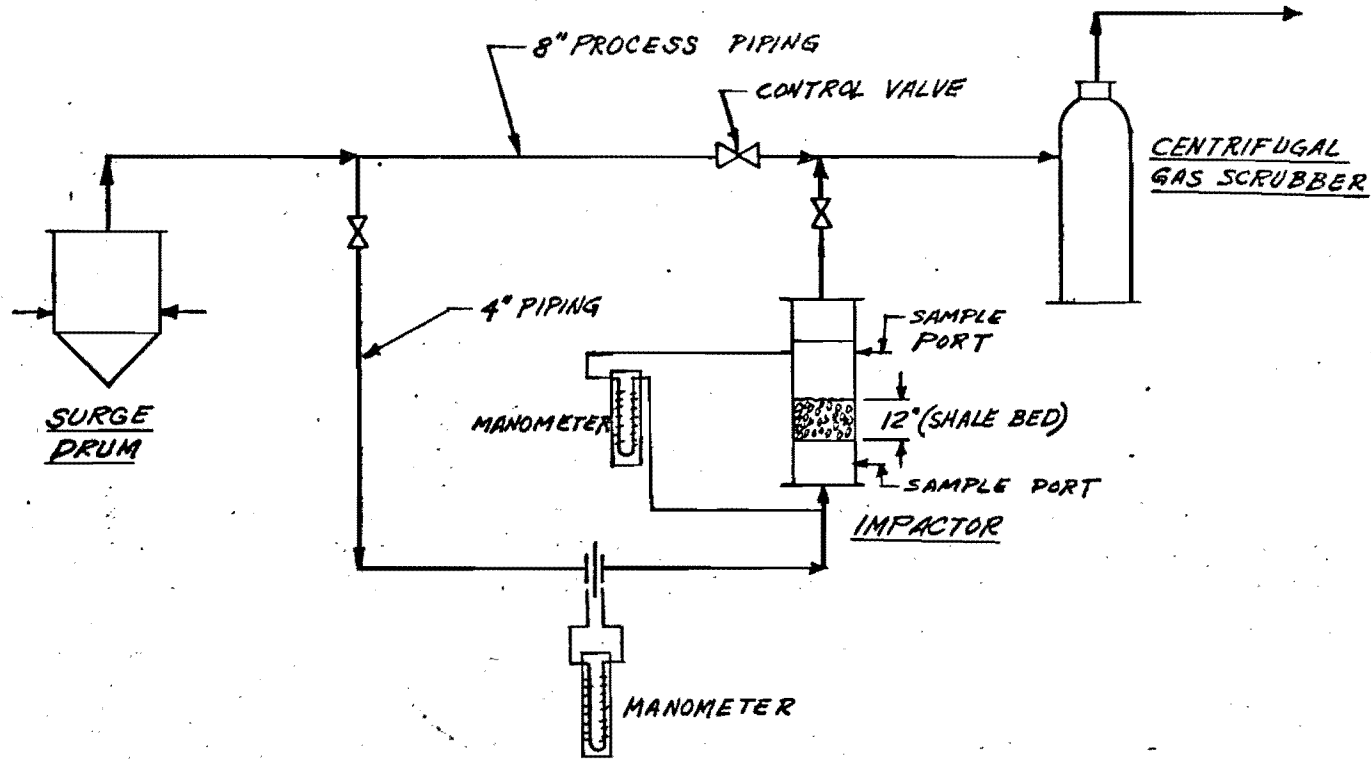 8" PROCESS PIPING
CONTROL VALVE
CENTRIFUGAL
GAS SCRUBBER
4" PIPING
SAMPLE
PORT
SURGE
DRUM
MANOMETER
12" (SHALE BED)
SAMPLE PORT
IMPACTOR
MANOMETER